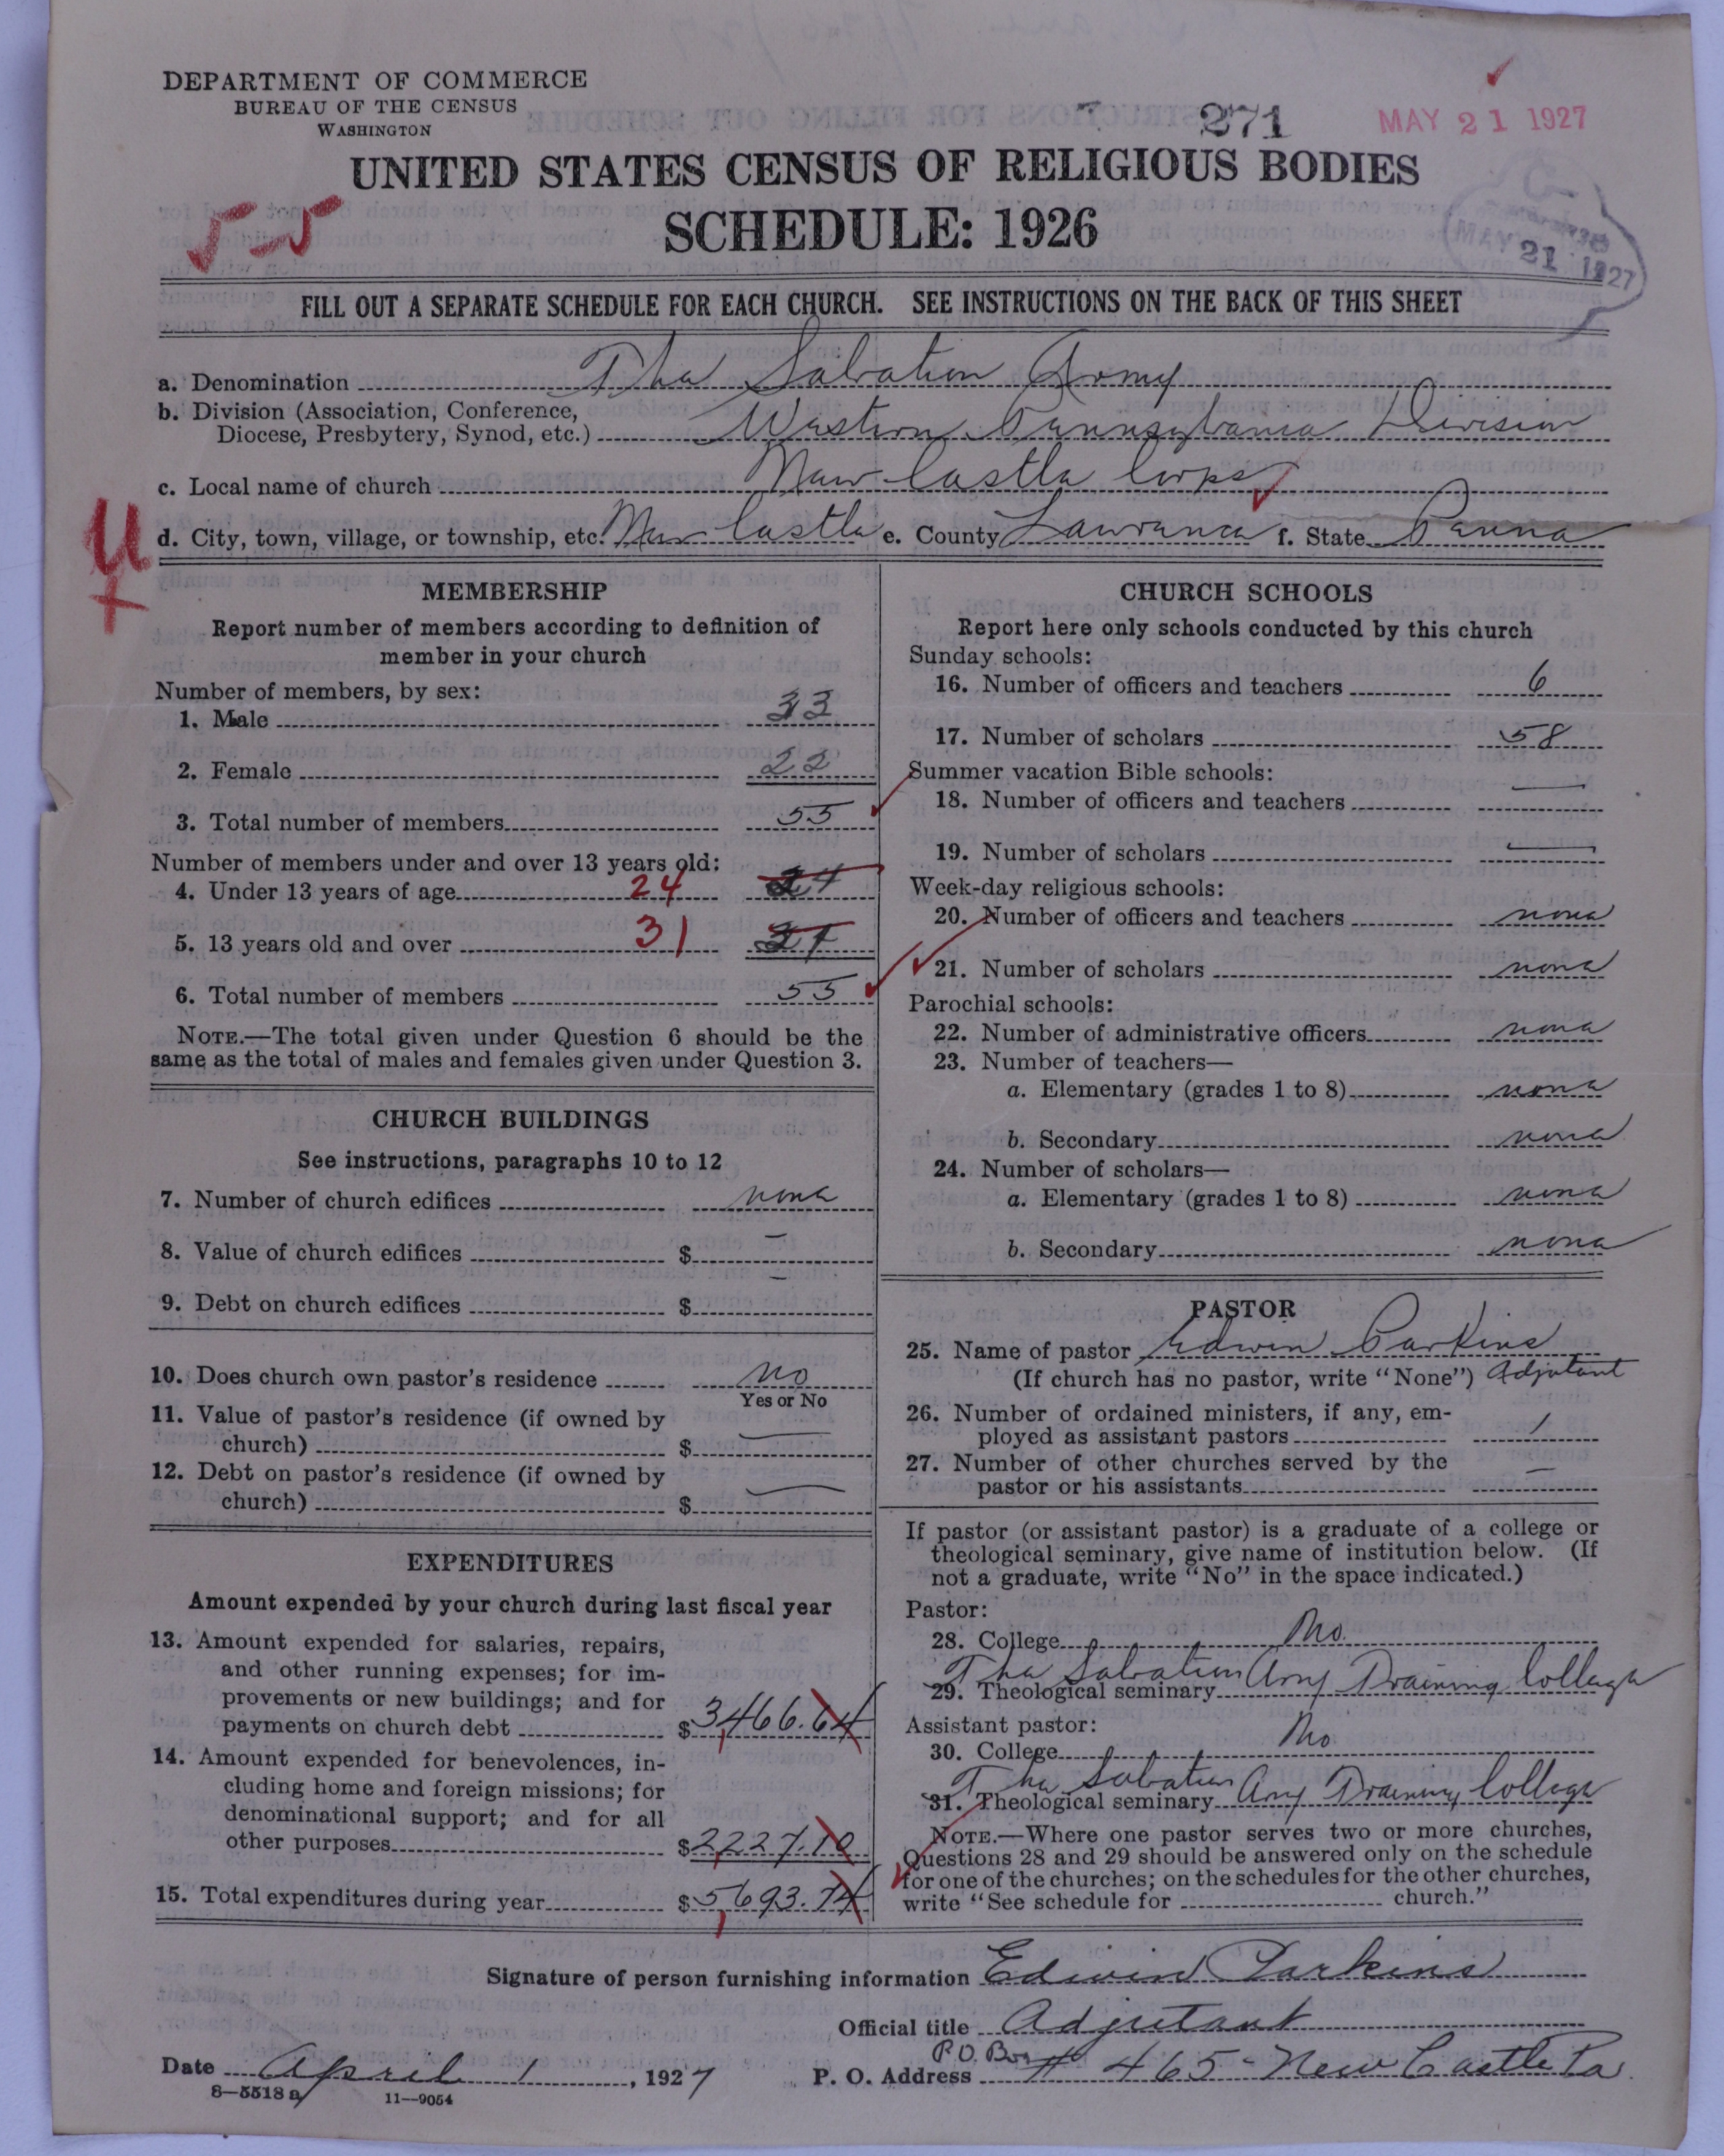 DEPARTMENT OF COMMERCE
BUREAU OF THE CENSUS
WASHINGTON
271
MAY 21 1927
UNITED STATES CENSUS OF RELIGIOUS BODIES
SCHEDULE: 1926
MAY 21 1927
FILL OUT A SEPARATE SCHEDULE FOR EACH CHURCH. SEE INSTRUCTIONS ON THE BACK OF THIS SHEET
a. Denomination The Salvation Army
b. Division (Association, Conference, Diocese, Presbytery, Synod, etc.) Western Pennsylvania Division
c. Local name of church New Castle Corps
d. City, town, village, or township, etc. New Castle e. County Lawrence f. State Penna
MEMBERSHIP
Report number of members according to definition of
member in your church
Number of members, by sex:
1. Male 33
2. Female 22
3. Total number of members 55
Number of members under and over 13 years old:
4. Under 13 years of age 24
5. 13 years old and over 31
6. Total number of members 55
NOTE.—The total given under Question 6 should be the
same as the total of males and females given under Question 3.
CHURCH BUILDINGS
See instructions, paragraphs 10 to 12
7. Number of church edifices none
8. Value of church edifices $ –
9. Debt on church edifices $ –
10. Does church own pastor's residence No
Yes or No
11. Value of pastor's residence (if owned by
church) $ —
12. Debt on pastor's residence (if owned by
church) $ —
EXPENDITURES
Amount expended by your church during last fiscal year
13. Amount expended for salaries, repairs,
and other running expenses; for im-
provements or new buildings; and for
payments on church debt $ 3,466.64
14. Amount expended for benevolences, in-
cluding home and foreign missions; for
denominational support; and for all
other purposes $ 2,227.10
15. Total expenditures during year $ 5,693.74
CHURCH SCHOOLS
Report here only schools conducted by this church
Sunday schools:
16. Number of officers and teachers 6
17. Number of scholars 58
Summer vacation Bible schools:
18. Number of officers and teachers —
19. Number of scholars —
Week-day religious schools:
20. Number of officers and teachers none
21. Number of scholars none
Parochial schools:
22. Number of administrative officers none
23. Number of teachers—
a. Elementary (grades 1 to 8) none
b. Secondary none
24. Number of scholars—
a. Elementary (grades 1 to 8) none
b. Secondary none
PASTOR
25. Name of pastor Edwin Parkins
(If church has no pastor, write "None") Adjutant
26. Number of ordained ministers, if any, em-
ployed as assistant pastors 1
27. Number of other churches served by the
pastor or his assistants —
If pastor (or assistant pastor) is a graduate of a college or
theological seminary, give name of institution below. (If
not a graduate, write "No" in the space indicated.)
Pastor:
28. College No.
29. Theological seminary The Salvation Army Training College
Assistant pastor:
30. College No
31. Theological seminary The Salvation Army Training College
NOTE.—Where one pastor serves two or more churches,
Questions 28 and 29 should be answered only on the schedule
for one of the churches; on the schedules for the other churches,
write "See schedule for church."
Signature of person furnishing information Edwin Parkins
Official title Adjutant
Date April 1, 1927
P. O. Address P.O. Box # 465 - New Castle Pa.
8—5518 a
11—9054